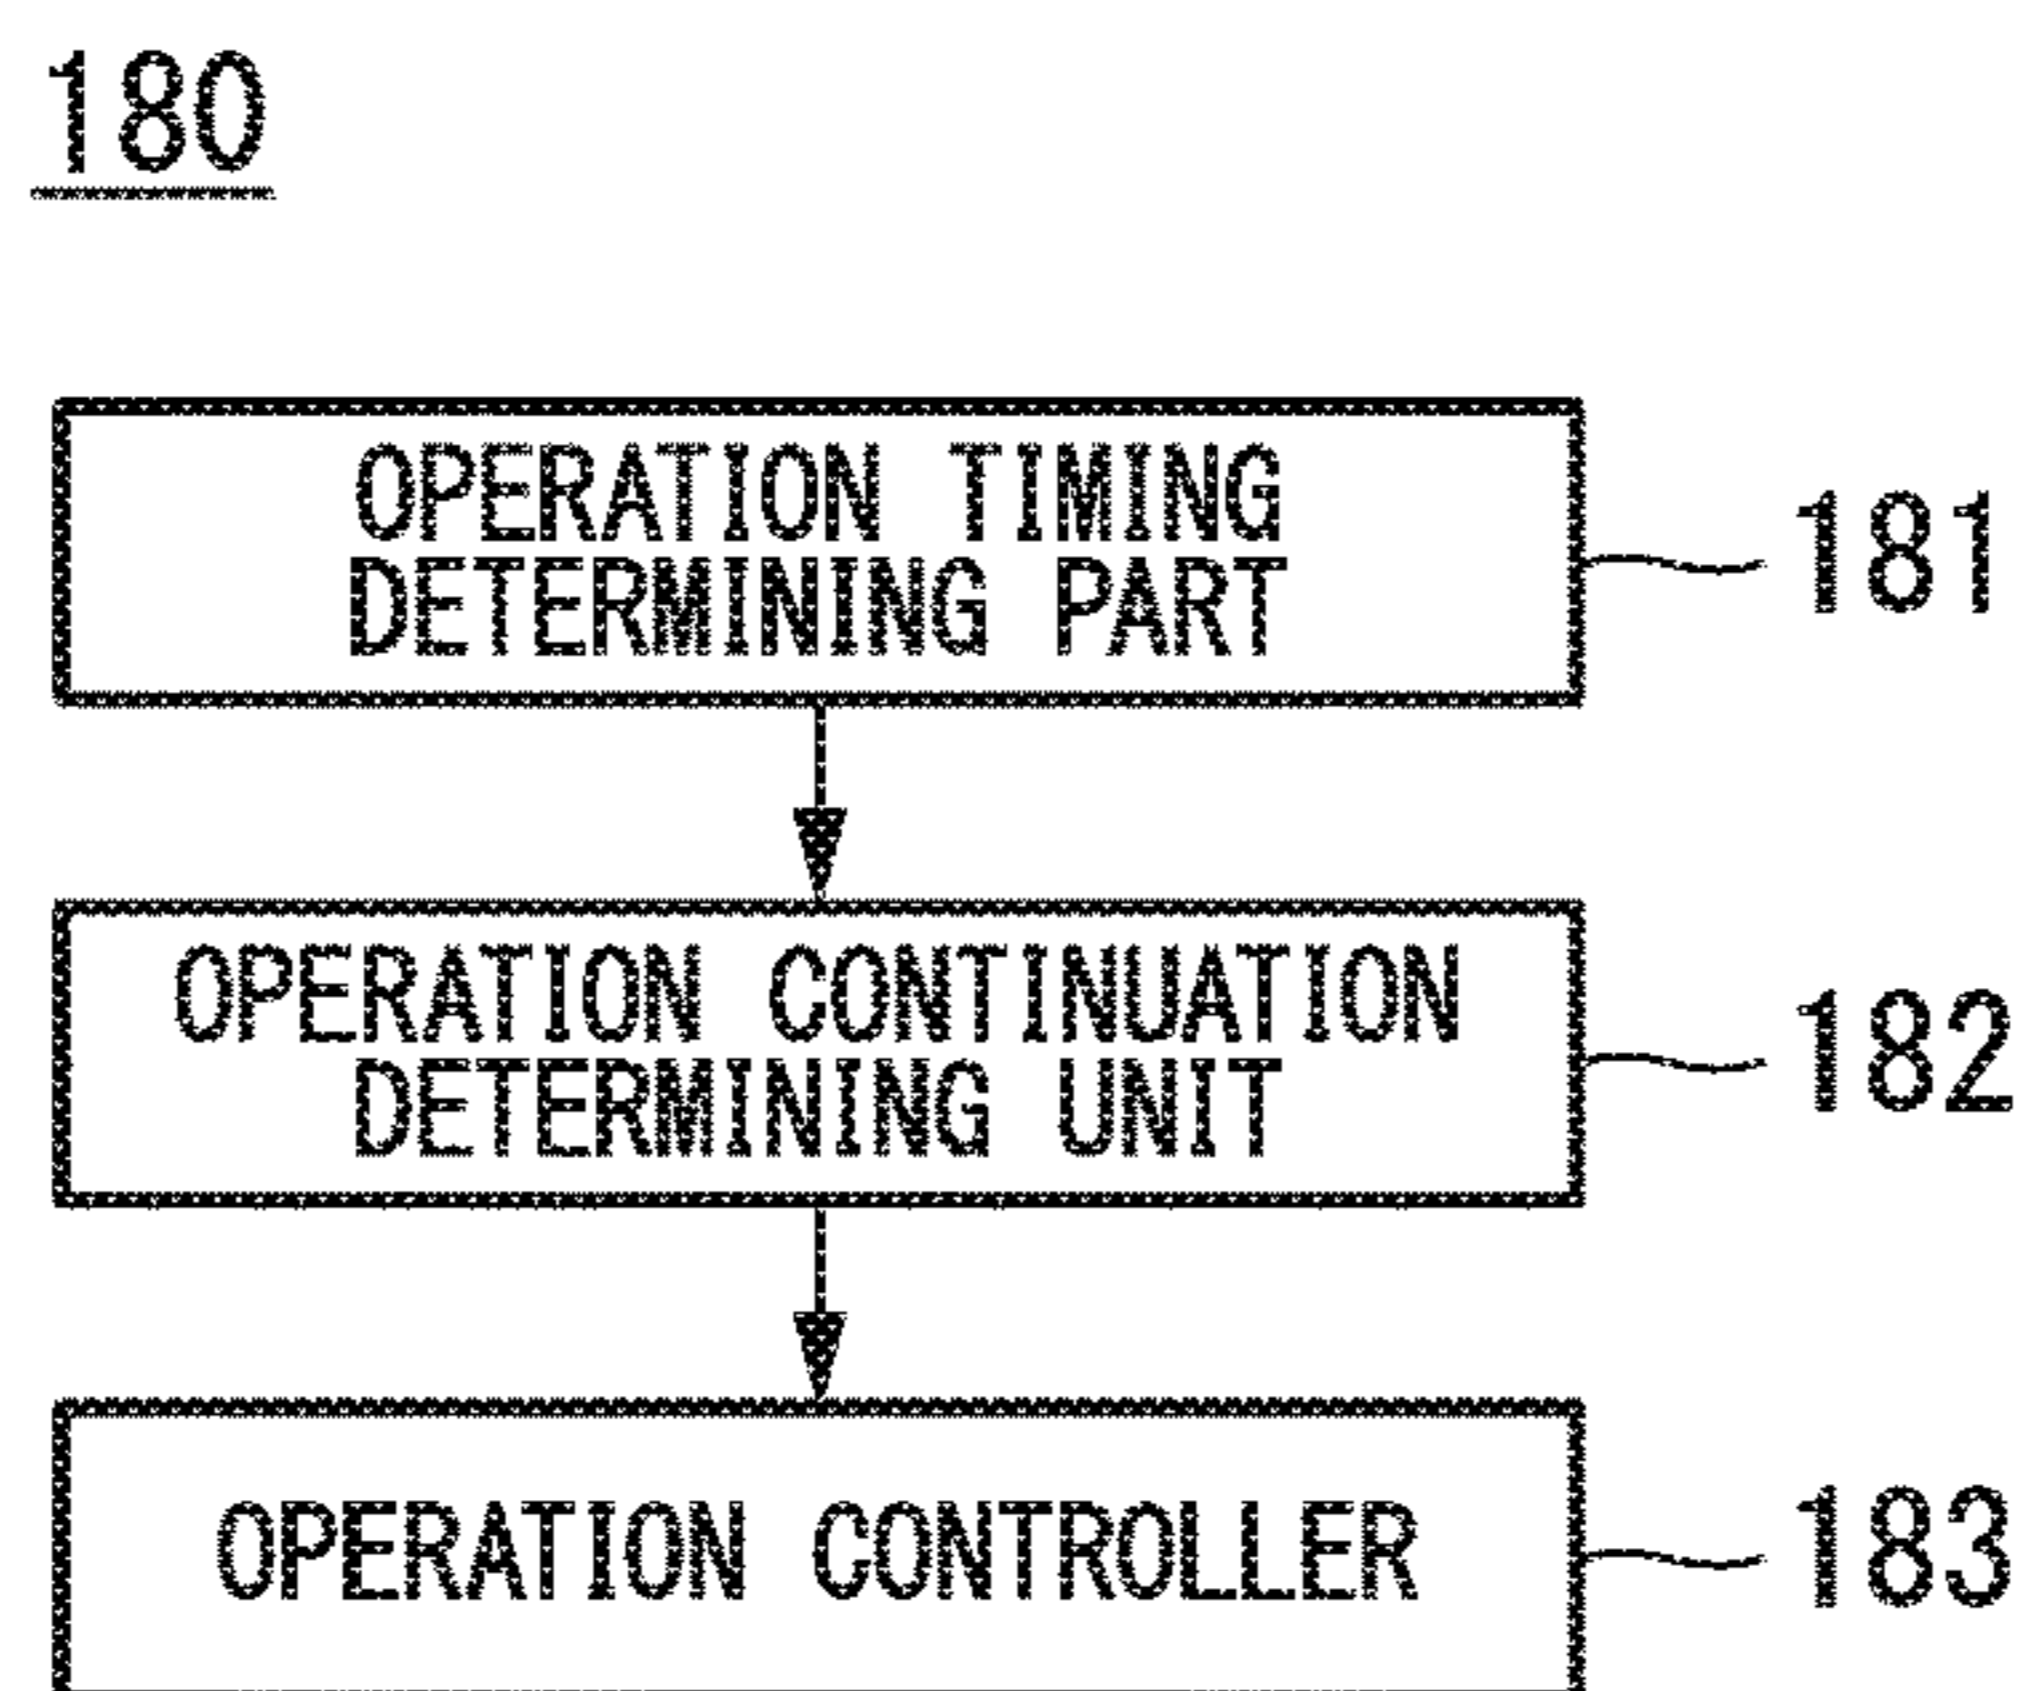 180
OPERATION TIMING
DETERMINING PART
181
OPERATION CONTINUATION
DETERMINING UNIT
182
OPERATION CONTROLLER
183